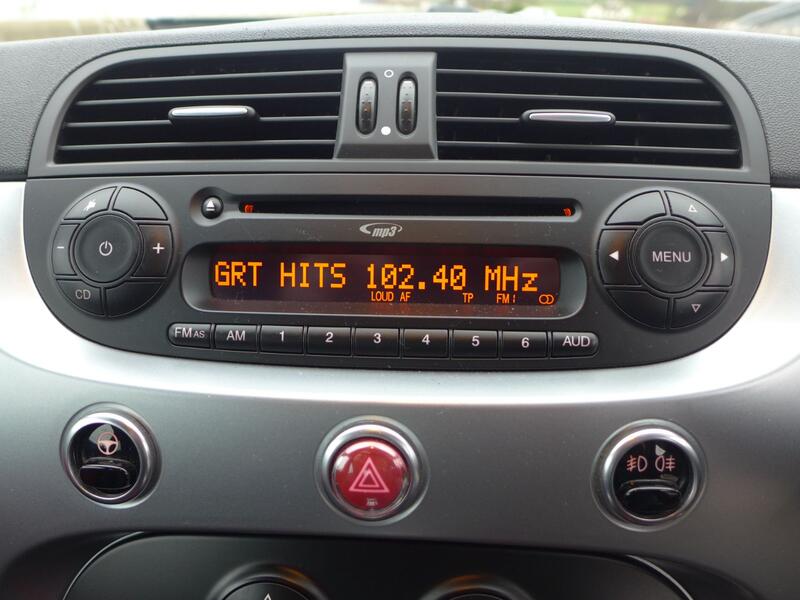 mp3
GRT HITS 102.40 MHz
LOUD AF TP FM1
MENU
CD
FM AS AM 1 2 3 4 5 6 AUD